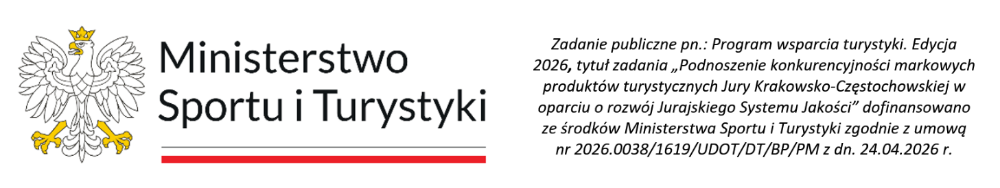 Ministerstwo
Sportu i Turystyki
Zadanie publiczne pn.: Program wsparcia turystyki. Edycja
2026, tytuł zadania „Podnoszenie konkurencyjności markowych
produktów turystycznych Jury Krakowsko-Częstochowskiej w
oparciu o rozwój Jurajskiego Systemu Jakości” dofinansowano
ze środków Ministerstwa Sportu i Turystyki zgodnie z umową
nr 2026.0038/1619/UDOT/DT/BP/PM z dn. 24.04.2026 r.